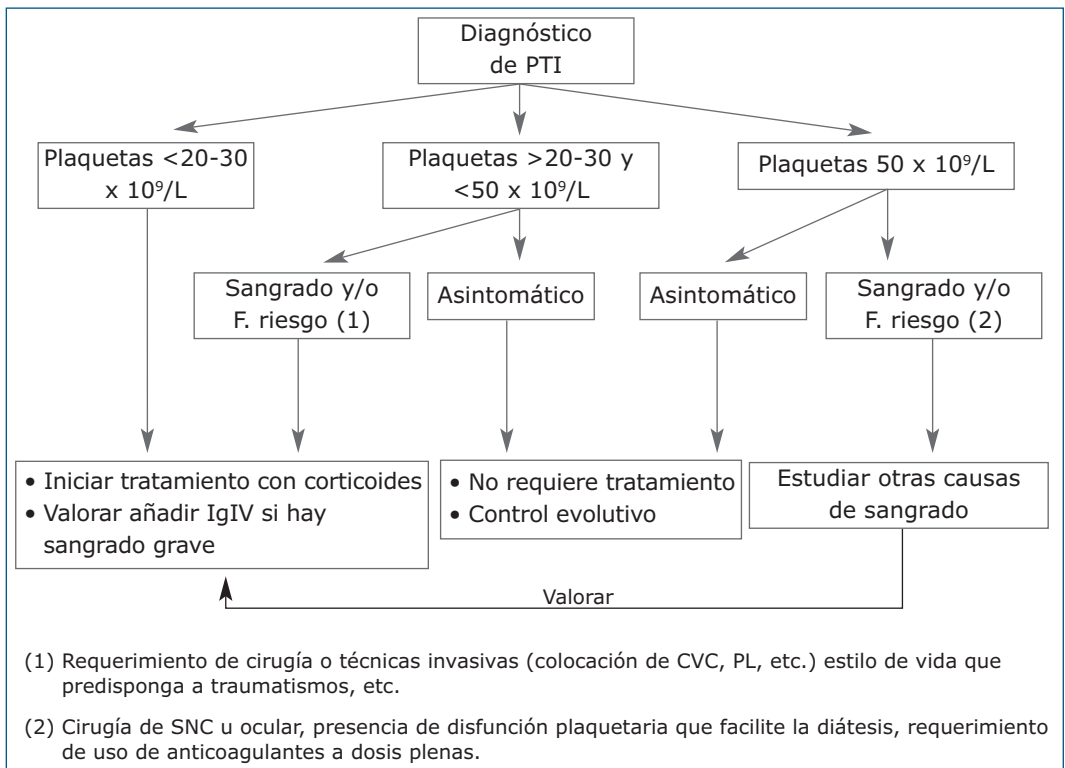 Diagnóstico
de PTI
Plaquetas <20-30
x 10⁹/L
Plaquetas >20-30 y
<50 x 10⁹/L
Plaquetas 50 x 10⁹/L
Sangrado y/o
F. riesgo (1)
Asintomático
Asintomático
Sangrado y/o
F. riesgo (2)
• Iniciar tratamiento con corticoides
• Valorar añadir IgIV si hay
sangrado grave
• No requiere tratamiento
• Control evolutivo
Estudiar otras causas
de sangrado
Valorar
(1) Requerimiento de cirugía o técnicas invasivas (colocación de CVC, PL, etc.) estilo de vida que
predisponga a traumatismos, etc.
(2) Cirugía de SNC u ocular, presencia de disfunción plaquetaria que facilite la diátesis, requerimiento
de uso de anticoagulantes a dosis plenas.